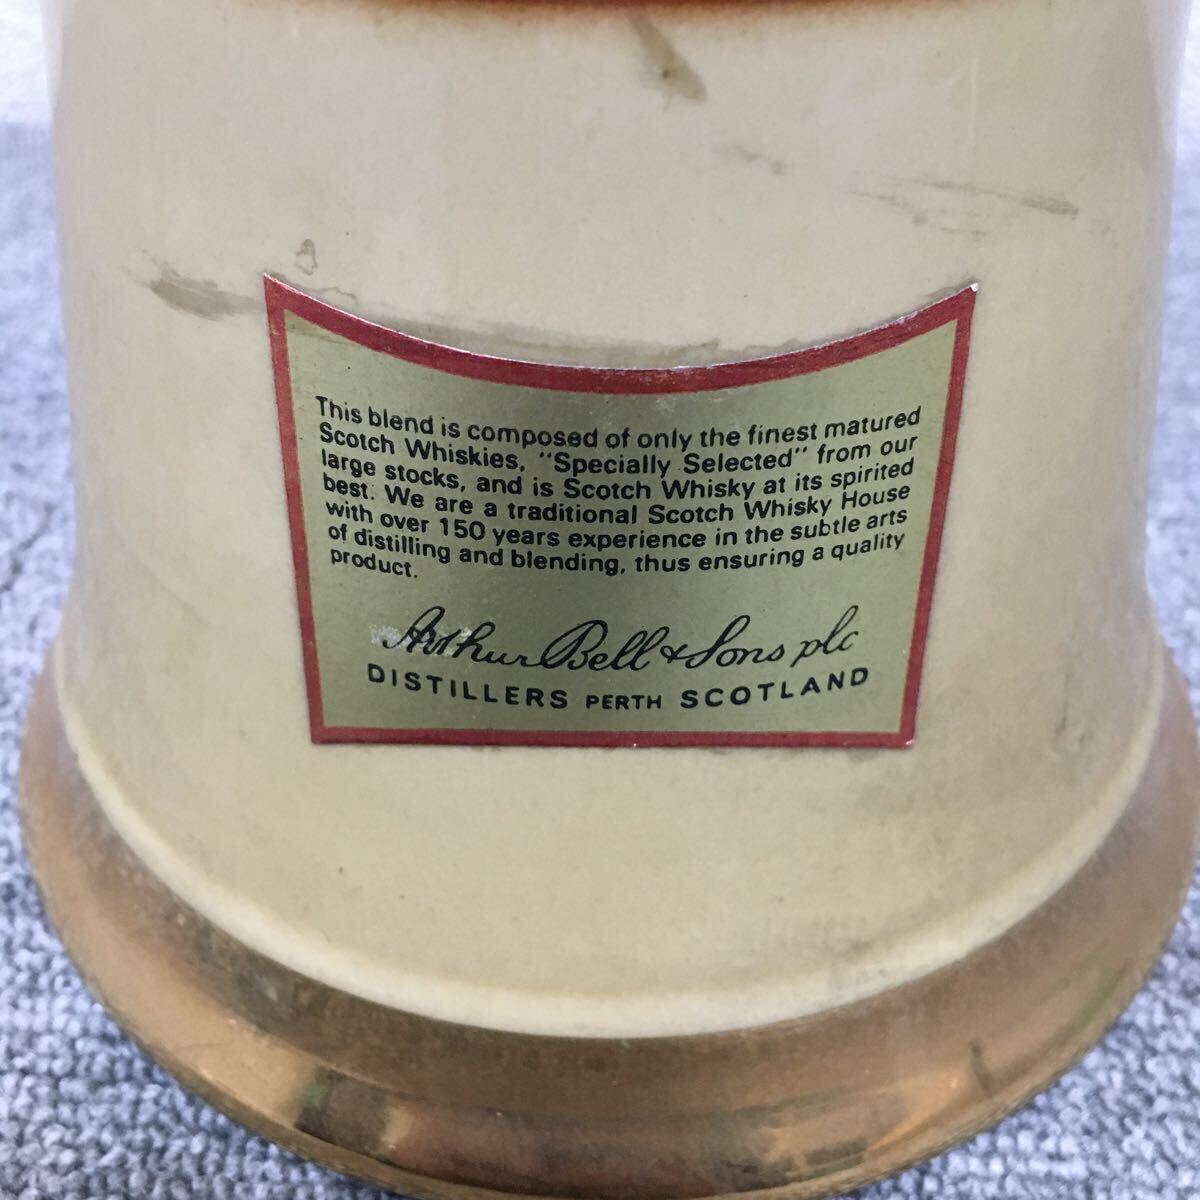 This blend is composed of only the finest matured
Scotch Whiskies, "Specially Selected" from our
large stocks, and is Scotch Whisky at its spirited
best. We are a traditional Scotch Whisky House
with over 150 years experience in the subtle arts
of distilling and blending, thus ensuring a quality
product.
Arthur Bell & Sons plc
DISTILLERS PERTH SCOTLAND